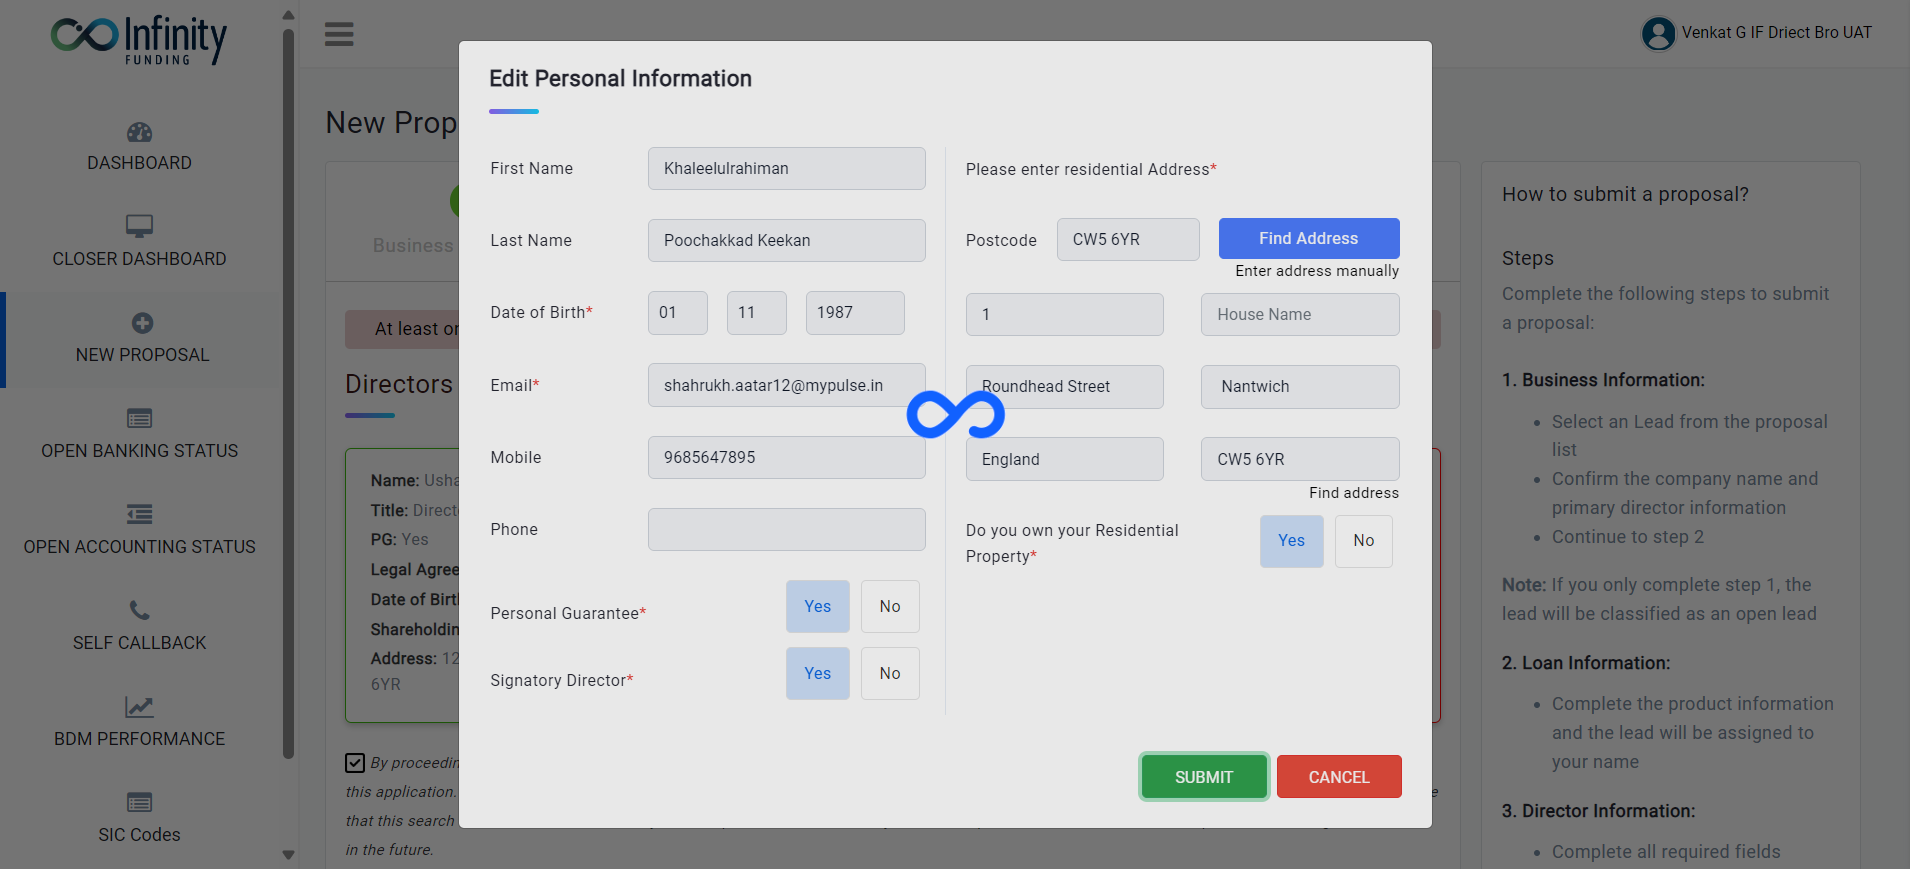 Infinity
FUNDING
DASHBOARD
CLOSER DASHBOARD
NEW PROPOSAL
OPEN BANKING STATUS
OPEN ACCOUNTING STATUS
SELF CALLBACK
BDM PERFORMANCE
SIC Codes
Venkat G IF Driect Bro UAT
New Prop
Business
At least or
Directors
Name: Usha
Title: Direct
PG: Yes
Legal Agree
Date of Birt
Shareholdin
Address: 12
6YR
By proceedin
this application.
that this search
in the future.
Edit Personal Information
First Name
Khaleelulrahiman
Last Name
Poochakkad Keekan
Date of Birth*
01
11
1987
Email*
shahrukh.aatar12@mypulse.in
Mobile
9685647895
Phone
Personal Guarantee*
Yes
No
Signatory Director*
Yes
No
Please enter residential Address*
Postcode
CW5 6YR
Find Address
Enter address manually
1
House Name
Roundhead Street
Nantwich
England
CW5 6YR
Find address
Do you own your Residential
Property*
Yes
No
SUBMIT
CANCEL
How to submit a proposal?
Steps
Complete the following steps to submit
a proposal:
1. Business Information:
• Select an Lead from the proposal
list
• Confirm the company name and
primary director information
• Continue to step 2
Note: If you only complete step 1, the
lead will be classified as an open lead
2. Loan Information:
• Complete the product information
and the lead will be assigned to
your name
3. Director Information:
• Complete all required fields